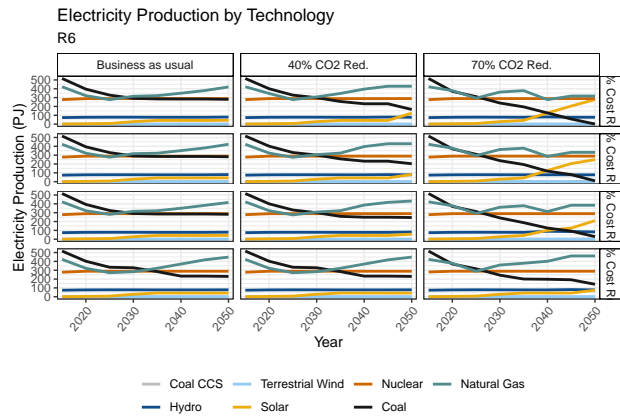 Electricity Production by Technology
R6
Business as usual
40% CO2 Red.
70% CO2 Red.
Electricity Production (PJ)
500
400
300
200
100
0
% Cost R
500
400
300
200
100
0
% Cost R
500
400
300
200
100
0
% Cost R
500
400
300
200
100
0
% Cost R
2020
2030
2040
2050
2020
2030
2040
2050
2020
2030
2040
2050
Year
Coal CCS
Terrestrial Wind
Nuclear
Natural Gas
Hydro
Solar
Coal